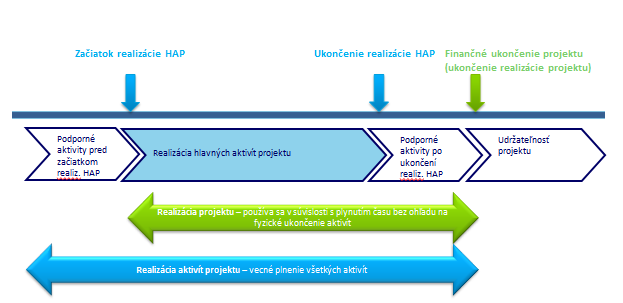 Začiatok realizácie HAP
Ukončenie realizácie HAP
Finančné ukončenie projektu
(ukončenie realizácie projektu)
Podporné
aktivity pred
začiatkom
realiz. HAP
Realizácia hlavných aktivít projektu
Podporné
aktivity po
ukončení
realiz. HAP
Udržateľnosť
projektu
Realizácia projektu – používa sa v súvislosti s plynutím času bez ohľadu na
fyzické ukončenie aktivít
Realizácia aktivít projektu – vecné plnenie všetkých aktivít